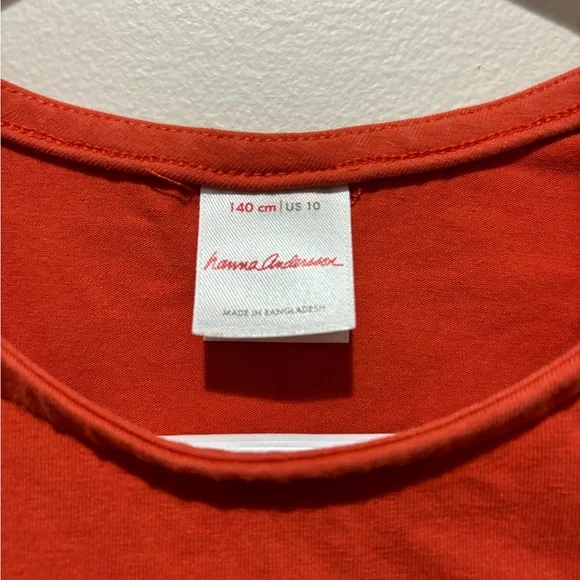 140 cm | US 10
hanna Andersson
MADE IN BANGLADESH